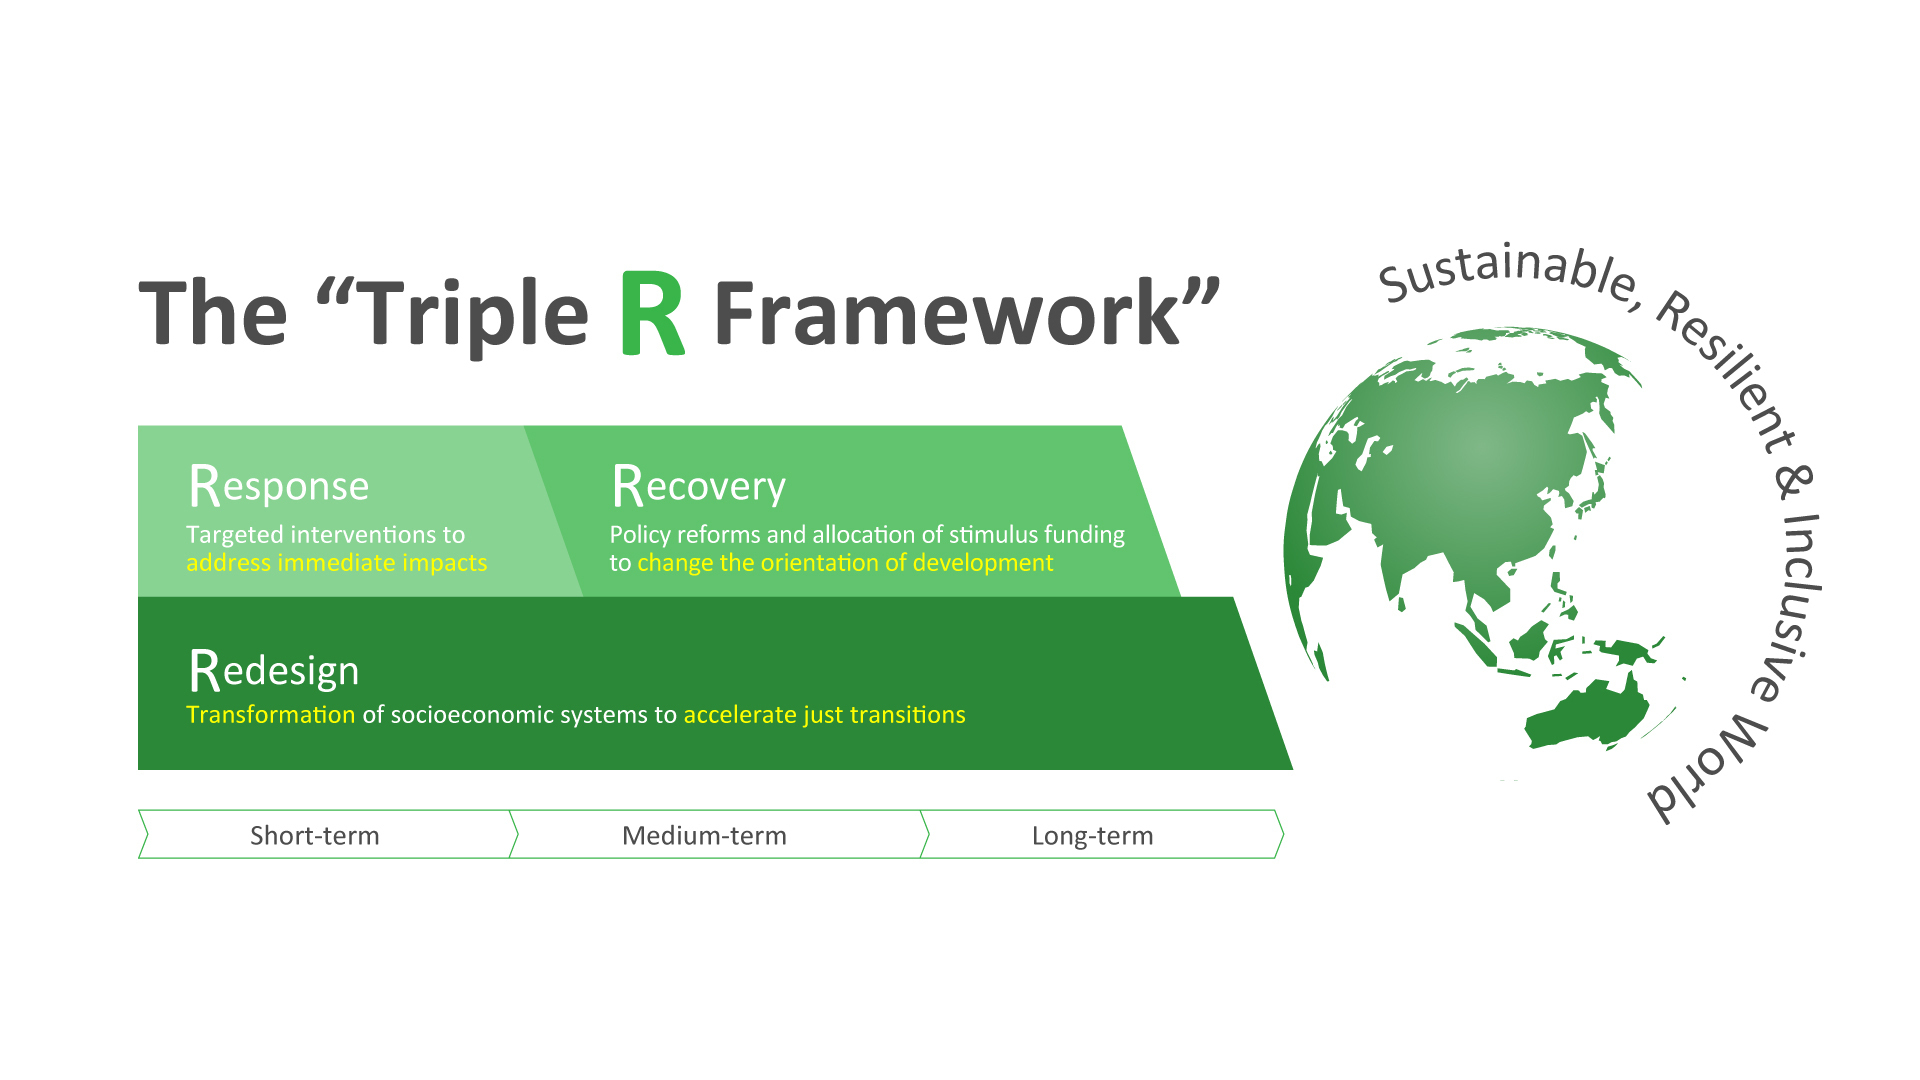 The “Triple R Framework”
Sustainable, Resilient & Inclusive World
Response
Targeted interventions to
address immediate impacts
Recovery
Policy reforms and allocation of stimulus funding
to change the orientation of development
Redesign
Transformation of socioeconomic systems to accelerate just transitions
Short-term
Medium-term
Long-term